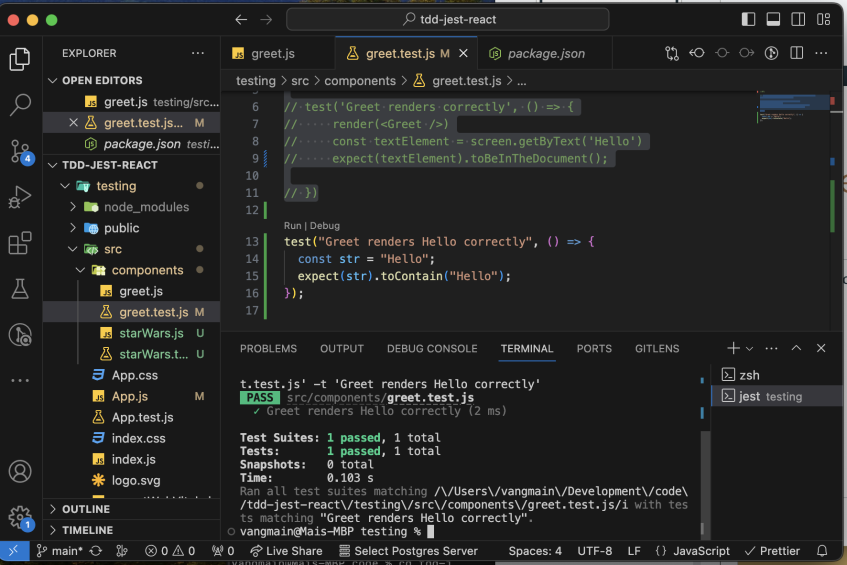 tdd-jest-react
EXPLORER
OPEN EDITORS
greet.js testing/src...
greet.test.js... M
package.json testi...
TDD-JEST-REACT
testing
node_modules
public
src
components
greet.js
greet.test.js M
starWars.js U
starWars.t... U
App.css
App.js M
App.test.js
index.css
index.js
logo.svg
OUTLINE
TIMELINE
4
1
greet.js
greet.test.js M
package.json
testing > src > components > greet.test.js > ...
6 // test('Greet renders correctly', () => {
7 // render(<Greet />)
8 // const textElement = screen.getByText('Hello')
9 // expect(textElement).toBeInTheDocument();
10
11 // })
12
Run | Debug
13 test("Greet renders Hello correctly", () => {
14 const str = "Hello";
15 expect(str).toContain("Hello");
16 });
17
PROBLEMS OUTPUT DEBUG CONSOLE TERMINAL PORTS GITLENS
t.test.js' -t 'Greet renders Hello correctly'
PASS src/components/greet.test.js
✓ Greet renders Hello correctly (2 ms)
Test Suites: 1 passed, 1 total
Tests: 1 passed, 1 total
Snapshots: 0 total
Time: 0.103 s
Ran all test suites matching /\/Users\/vangmain\/Development\/code\
/tdd-jest-react\/testing\/src\/components\/greet.test.js/i with tes
ts matching "Greet renders Hello correctly".
vangmain@Mais-MBP testing %
zsh
jest testing
main* 0 0 0 Live Share Select Postgres Server Spaces: 4 UTF-8 LF {} JavaScript Prettier